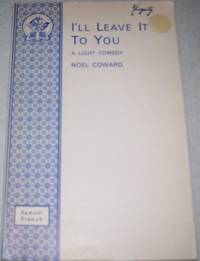 I'LL LEAVE IT
TO YOU
A LIGHT COMEDY
NOEL COWARD
Samuel
French